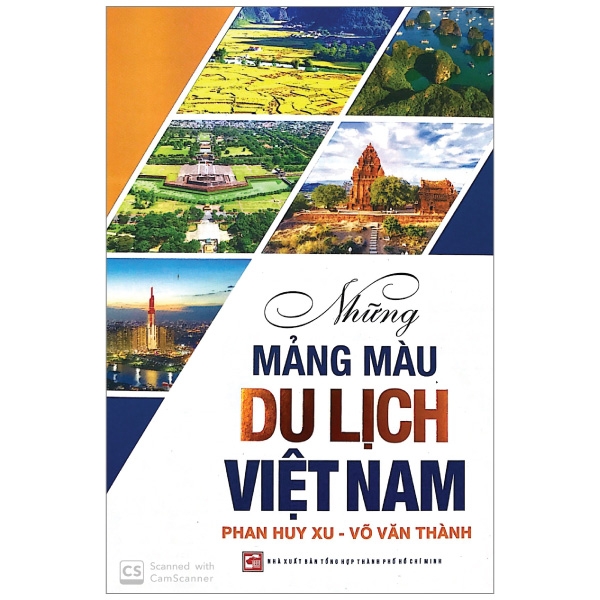 Những
MẢNG MÀU
DU LỊCH
VIỆT NAM
PHAN HUY XU - VÕ VĂN THÀNH
NHÀ XUẤT BẢN TỔNG HỢP THÀNH PHỐ HỒ CHÍ MINH
CS Scanned with
CamScanner